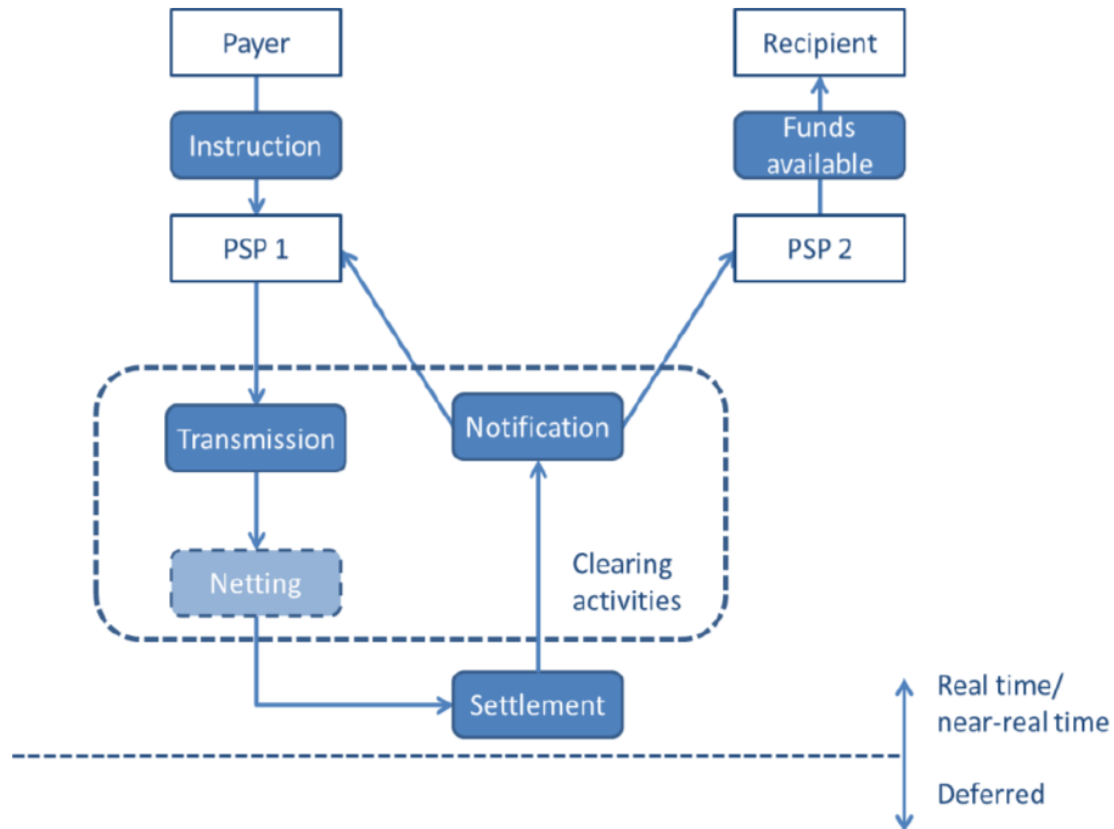 Payer
Recipient
Instruction
Funds
available
PSP 1
PSP 2
Transmission
Notification
Netting
Clearing
activities
Settlement
Real time/
near-real time
Deferred